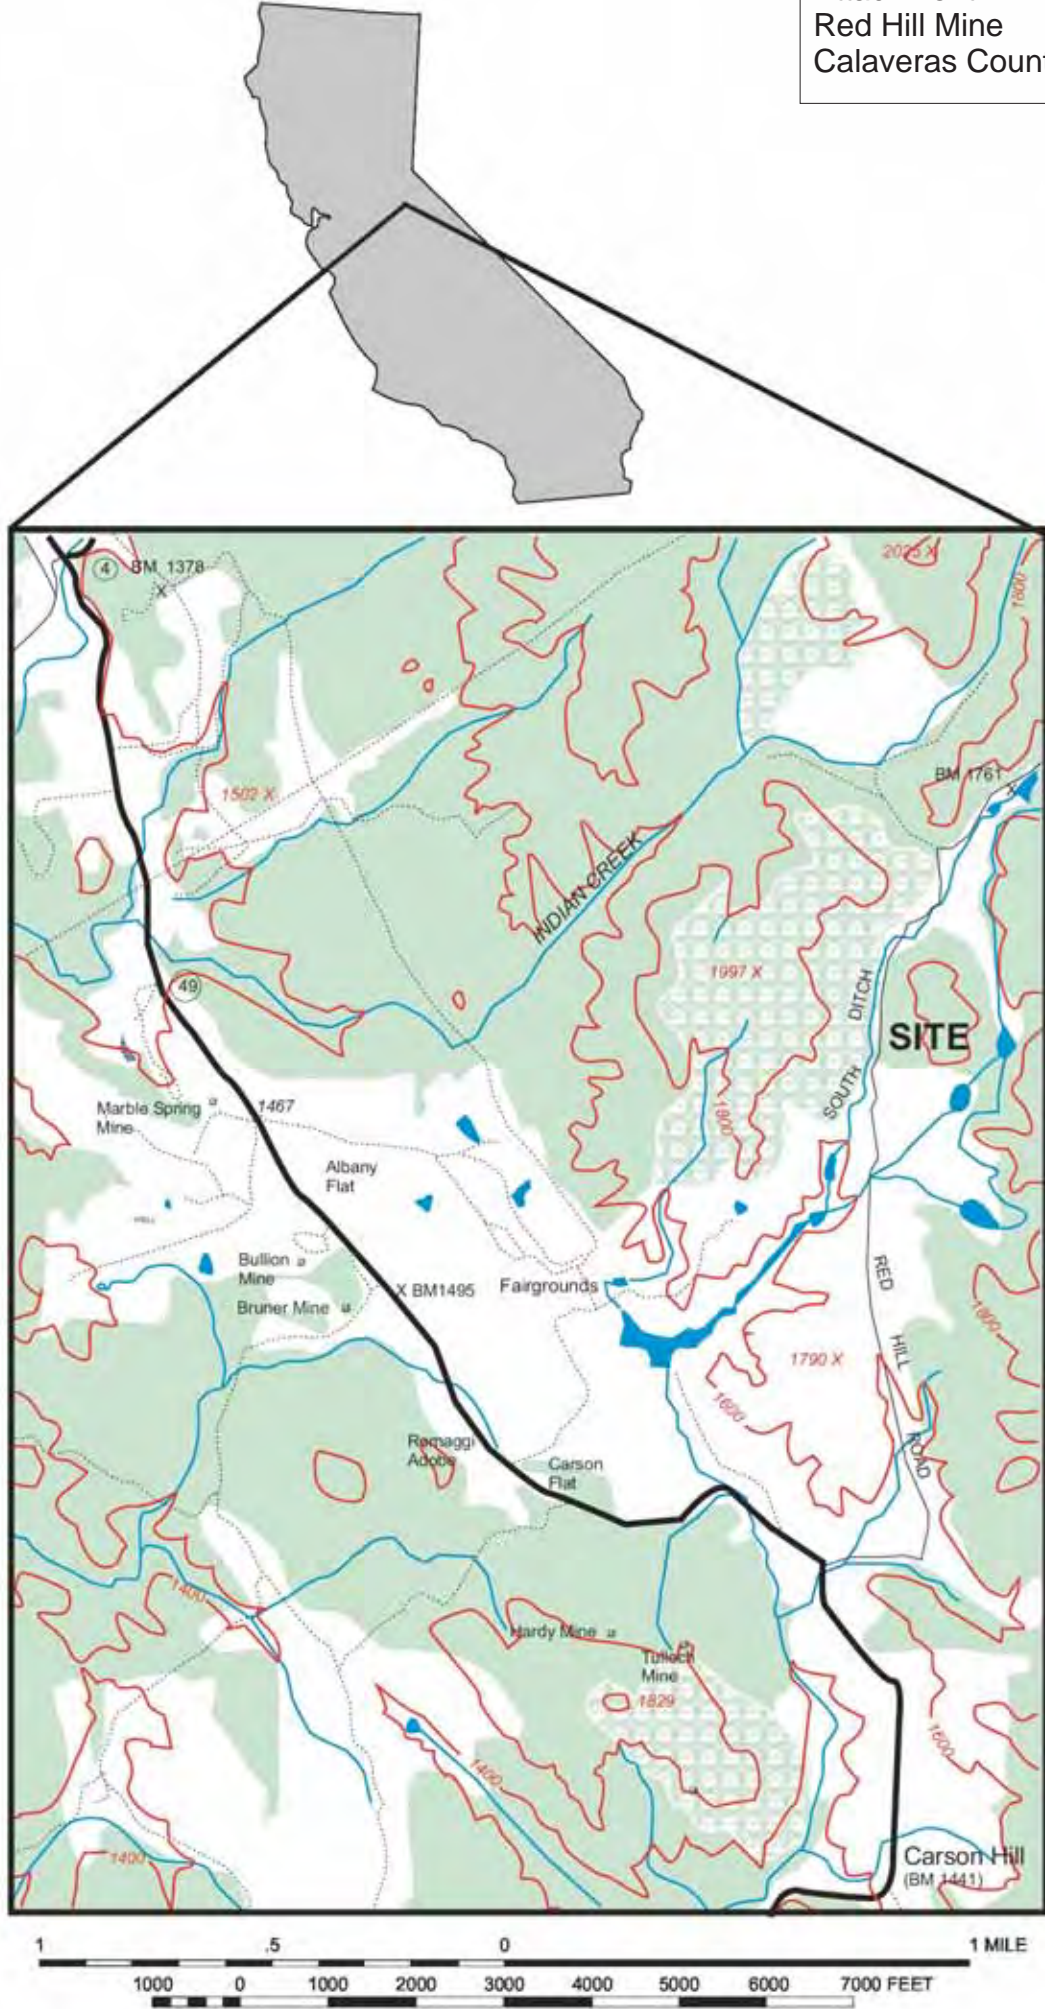 Red Hill Mine
Calaveras Coun
4
BM 1378
X
2025 X
1800
BM 1761
X
1502 X
INDIAN CREEK
1997 X
SOUTH DITCH
SITE
49
Marble Spring
Mine
1467
1800
Albany
Flat
WELL
Bullion
Mine
Bruner Mine
X BM1495
Fairgrounds
RED HILL ROAD
1800
1790 X
1600
Romaggi
Adobe
Carson
Flat
1400
Hardy Mine
Tulloch
Mine
1829
1400
1600
1400
Carson Hill
(BM 1441)
1 .5 0 1 MILE
1000 0 1000 2000 3000 4000 5000 6000 7000 FEET